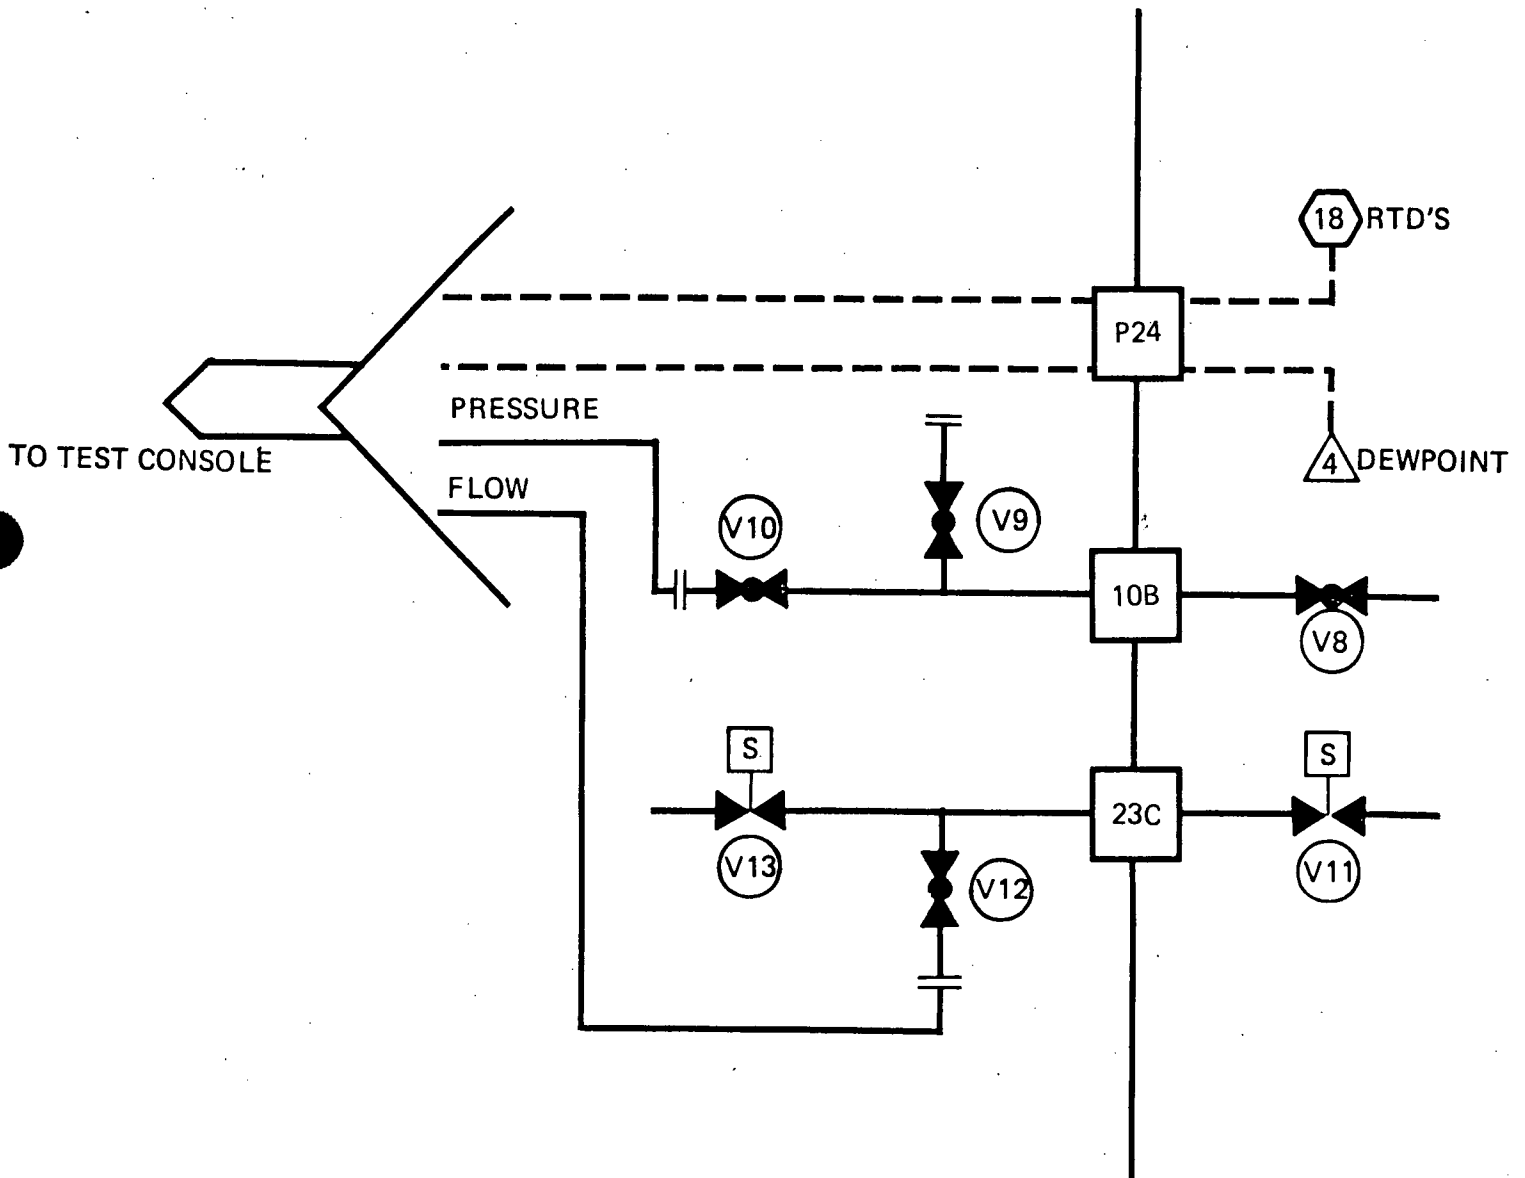 18 RTD'S
P24
PRESSURE
TO TEST CONSOLE
4 DEWPOINT
FLOW
V10
V9
10B
V8
S
S
23C
V13
V12
V11